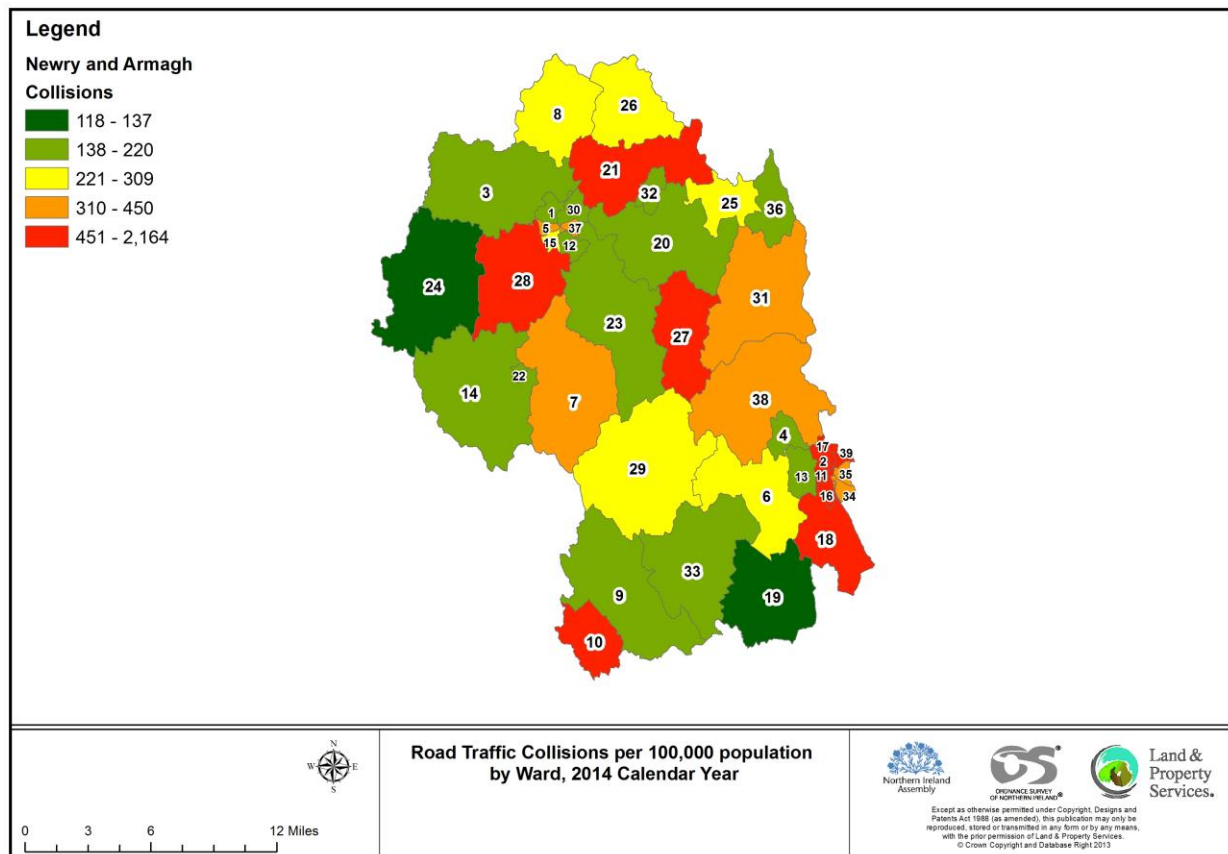 Legend
Newry and Armagh
Collisions
118 - 137
138 - 220
221 - 309
310 - 450
451 - 2,164
8
26
21
3
32
25
36
1
30
5
37
15
12
20
24
28
31
23
27
22
14
7
38
4
17
39
2
29
13
11
35
6
16
34
18
33
9
19
10
N
W E
S
0 3 6 12 Miles
Road Traffic Collisions per 100,000 population
by Ward, 2014 Calendar Year
Northern Ireland
Assembly
OS®
ORDNANCE SURVEY
OF NORTHERN IRELAND®
Land &
Property
Services.
Except as otherwise permitted under Copyright, Designs and
Patents Act 1988 (as amended), this publication may only be
reproduced, stored or transmitted in any form or by any means,
with the prior permission of Land & Property Services.
© Crown Copyright and Database Right 2013